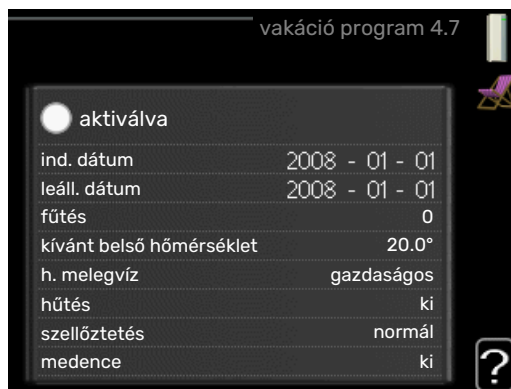 vakáció program 4.7
aktiválva
ind. dátum 2008 - 01 - 01
leáll. dátum 2008 - 01 - 01
fűtés 0
kívánt belső hőmérséklet 20.0°
h. melegvíz gazdaságos
hűtés ki
szellőztetés normál
medence ki
?